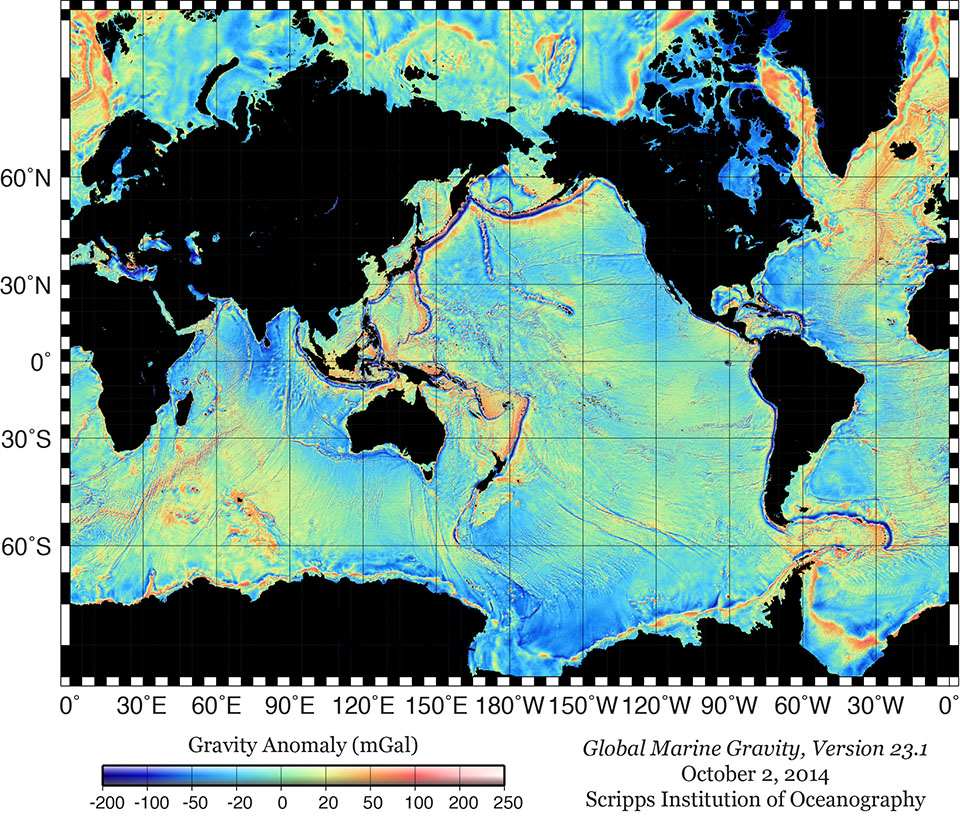 60°N
30°N
0°
30°S
60°S
0° 30°E 60°E 90°E 120°E 150°E 180°W 150°W 120°W 90°W 60°W 30°W 0°
Gravity Anomaly (mGal)
-200 -100 -50 -20 0 20 50 100 200 250
Global Marine Gravity, Version 23.1
October 2, 2014
Scripps Institution of Oceanography